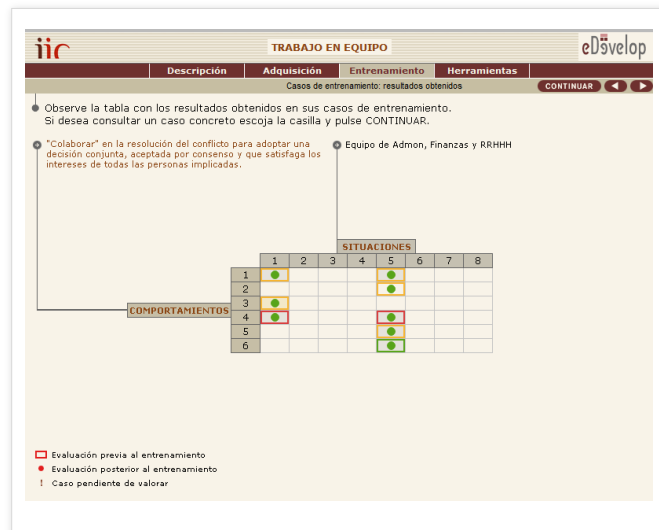 iic
TRABAJO EN EQUIPO
eDevelop
Descripción Adquisición Entrenamiento Herramientas
Casos de entrenamiento: resultados obtenidos
CONTINUAR
Observe la tabla con los resultados obtenidos en sus casos de entrenamiento.
Si desea consultar un caso concreto escoja la casilla y pulse CONTINUAR.
"Colaborar" en la resolución del conflicto para adoptar una
decisión conjunta, aceptada por consenso y que satisfaga los
intereses de todas las personas implicadas.
Equipo de Admon, Finanzas y RRHHH
SITUACIONES
1 2 3 4 5 6 7 8
COMPORTAMIENTOS
1
2
3
4
5
6
Evaluación previa al entrenamiento
Evaluación posterior al entrenamiento
! Caso pendiente de valorar